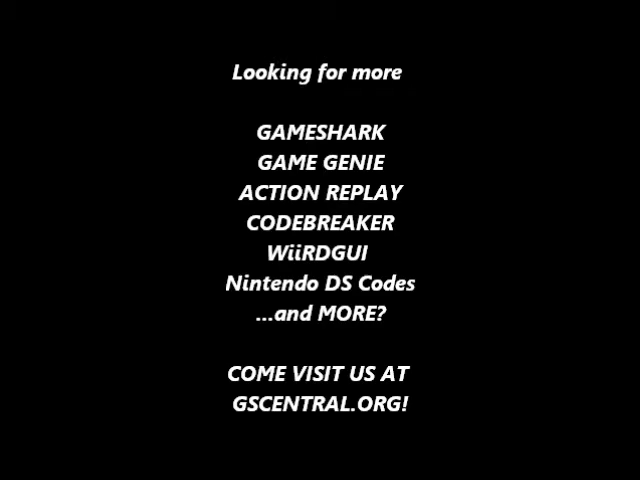 Looking for more
GAMESHARK
GAME GENIE
ACTION REPLAY
CODEBREAKER
WiiRDGUI
Nintendo DS Codes
...and MORE?
COME VISIT US AT
GSCENTRAL.ORG!